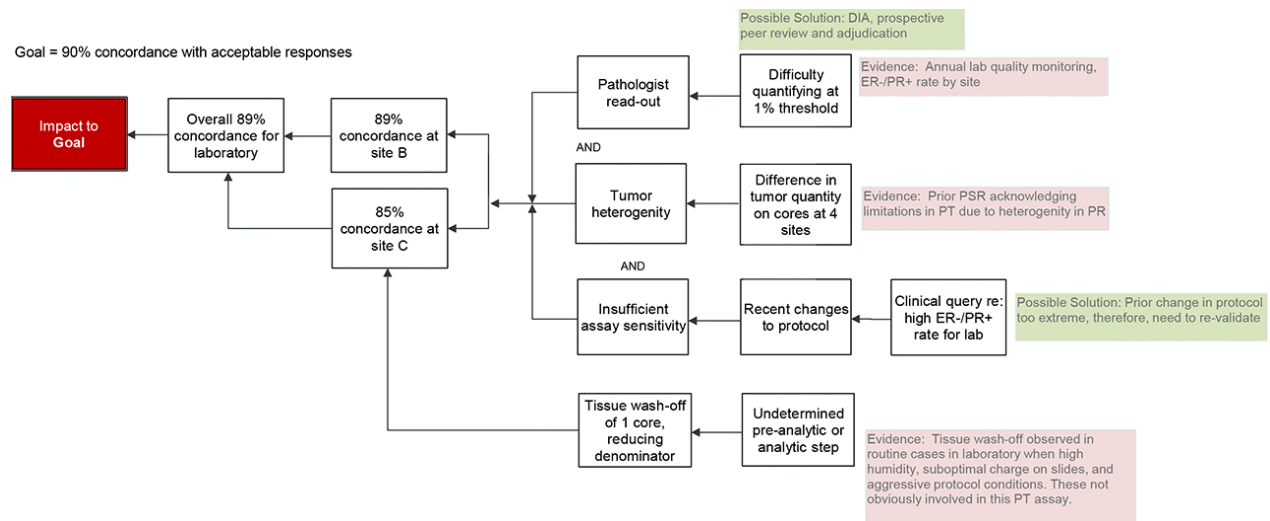 Possible Solution: DIA, prospective
peer review and adjudication
Goal = 90% concordance with acceptable responses
Impact to
Goal
Overall 89%
concordance for
laboratory
89%
concordance at
site B
85%
concordance at
site C
Pathologist
read-out
Difficulty
quantifying at
1% threshold
Evidence:  Annual lab quality monitoring,
ER-/PR+ rate by site
AND
Tumor
heterogenity
Difference in
tumor quantity
on cores at 4
sites
Evidence:  Prior PSR acknowledging
limitations in PT due to heterogenity in PR
AND
Insufficient
assay sensitivity
Recent changes
to protocol
Clinical query re:
high ER-/PR+
rate for lab
Possible Solution: Prior change in protocol
too extreme, therefore, need to re-validate
Tissue wash-off
of 1 core,
reducing
denominator
Undetermined
pre-analytic or
analytic step
Evidence:  Tissue wash-off observed in
routine cases in laboratory when high
humidity, suboptimal charge on slides, and
aggressive protocol conditions. These not
obviously involved in this PT assay.